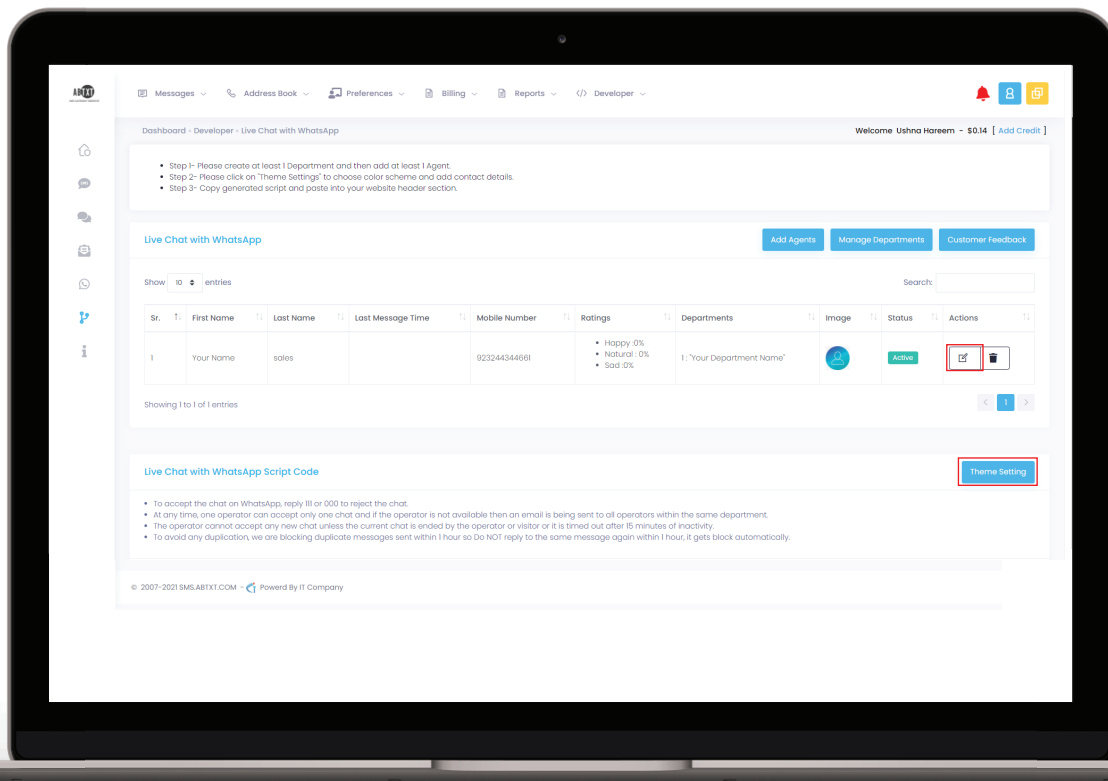 ABTXT
Messages Address Book Preferences Billing Reports </> Developer
Dashboard - Developer - Live Chat with WhatsApp
Welcome Ushna Hareem - $0.14 [ Add Credit ]
• Step 1- Please create at least 1 Department and then add at least 1 Agent.
• Step 2- Please click on "Theme Settings" to choose color scheme and add contact details.
• Step 3- Copy generated script and paste into your website header section.
SMS
Live Chat with WhatsApp
Add Agents Manage Departments Customer Feedback
Show 10 entries
Search:
Sr. First Name Last Name Last Message Time Mobile Number Ratings Departments Image Status Actions
1 Your Name sales 923244344661
• Happy :0%
• Natural : 0%
• Sad :0%
1 : "Your Department Name"
Active
Showing 1 to 1 of 1 entries
< 1 >
Live Chat with WhatsApp Script Code
Theme Setting
• To accept the chat on WhatsApp, reply 111 or 000 to reject the chat.
• At any time, one operator can accept only one chat and if the operator is not available then an email is being sent to all operators within the same department.
• The operator cannot accept any new chat unless the current chat is ended by the operator or visitor or it is timed out after 15 minutes of inactivity.
• To avoid any duplication, we are blocking duplicate messages sent within 1 hour so Do NOT reply to the same message again within 1 hour, it gets block automatically.
© 2007-2021 SMS.ABTXT.COM - Powerd By IT Company